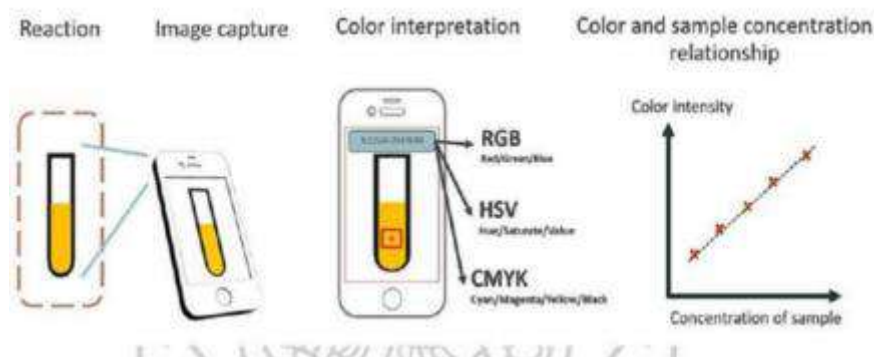 Reaction
Image capture
Color interpretation
Color and sample concentration
relationship
Color intensity
RGB
Red/Green/Blue
HSV
Hue/Saturate/Value
CMYK
Cyan/Magenta/Yellow/Black
Concentration of sample